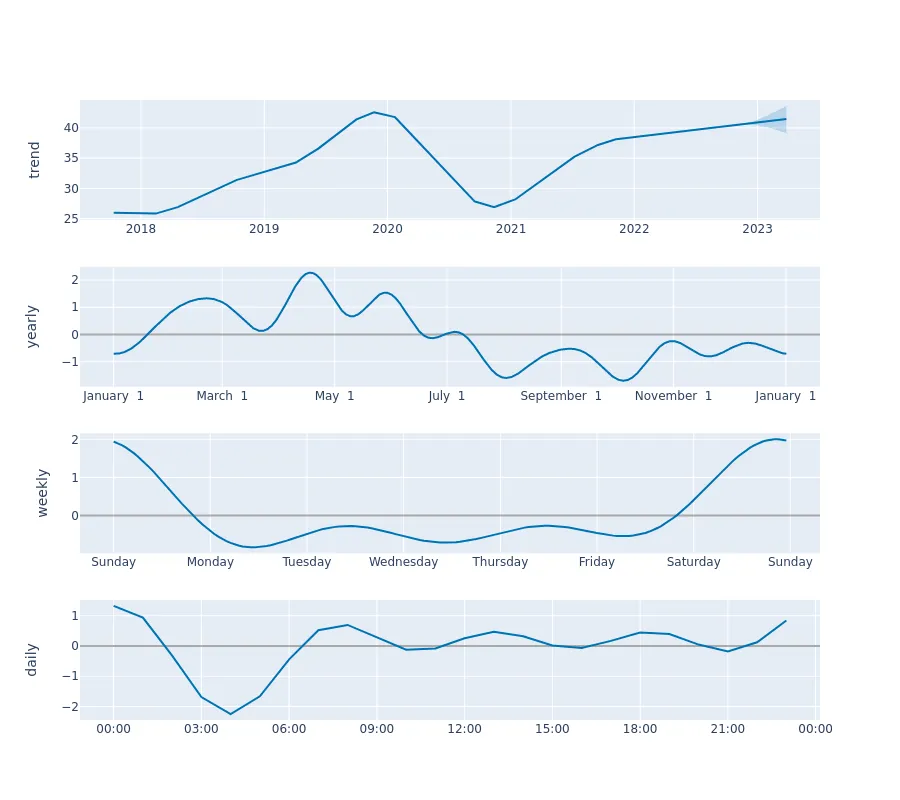 trend
40
35
30
25
2018 2019 2020 2021 2022 2023
yearly
2
1
0
−1
January 1 March 1 May 1 July 1 September 1 November 1 January 1
weekly
2
1
0
Sunday Monday Tuesday Wednesday Thursday Friday Saturday Sunday
daily
1
0
−1
−2
00:00 03:00 06:00 09:00 12:00 15:00 18:00 21:00 00:00